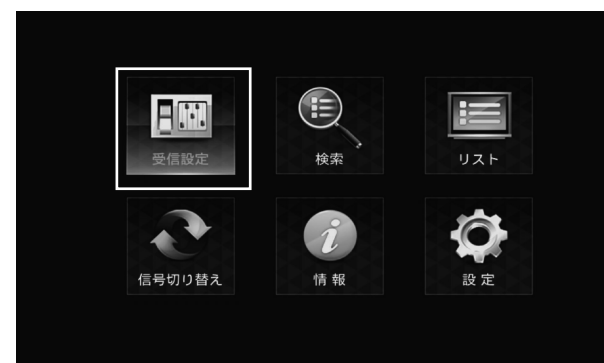 受信設定
検索
リスト
信号切り替え
情報
設定